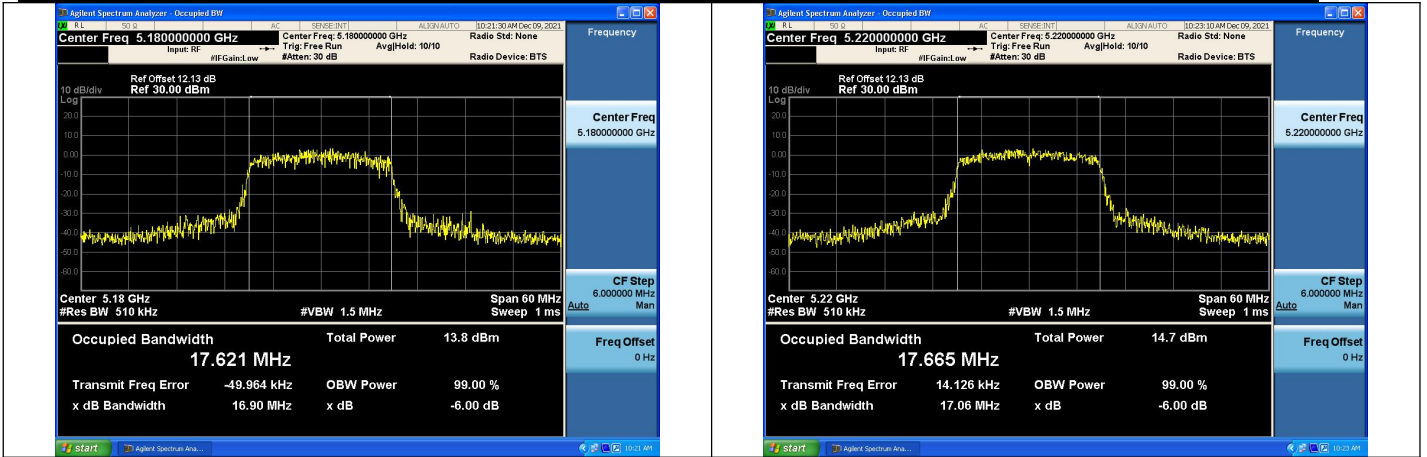 Agilent Spectrum Analyzer - Occupied BW
RL 50 Ω AC SENSE:INT ALIGNAUTO 10:21:30 AM Dec 09, 2021
Center Freq 5.180000000 GHz Center Freq: 5.180000000 GHz Radio Std: None
Input: RF Trig: Free Run Avg|Hold: 10/10
#IFGain:Low #Atten: 30 dB Radio Device: BTS
Frequency
Ref Offset 12.13 dB
10 dB/div Ref 30.00 dBm
Log
20.0
10.0
0.00
-10.0
-20.0
-30.0
-40.0
-50.0
-60.0
Center 5.18 GHz Span 60 MHz
#Res BW 510 kHz #VBW 1.5 MHz Sweep 1 ms
Center Freq
5.180000000 GHz
CF Step
6.000000 MHz
Auto Man
Freq Offset
0 Hz
Occupied Bandwidth Total Power 13.8 dBm
17.621 MHz
Transmit Freq Error -49.964 kHz OBW Power 99.00 %
x dB Bandwidth 16.90 MHz x dB -6.00 dB
start Agilent Spectrum Ana... 10:21 AM
Agilent Spectrum Analyzer - Occupied BW
RL 50 Ω AC SENSE:INT ALIGNAUTO 10:23:10 AM Dec 09, 2021
Center Freq 5.220000000 GHz Center Freq: 5.220000000 GHz Radio Std: None
Input: RF Trig: Free Run Avg|Hold: 10/10
#IFGain:Low #Atten: 30 dB Radio Device: BTS
Frequency
Ref Offset 12.13 dB
10 dB/div Ref 30.00 dBm
Log
20.0
10.0
0.00
-10.0
-20.0
-30.0
-40.0
-50.0
-60.0
Center 5.22 GHz Span 60 MHz
#Res BW 510 kHz #VBW 1.5 MHz Sweep 1 ms
Center Freq
5.220000000 GHz
CF Step
6.000000 MHz
Auto Man
Freq Offset
0 Hz
Occupied Bandwidth Total Power 14.7 dBm
17.665 MHz
Transmit Freq Error 14.126 kHz OBW Power 99.00 %
x dB Bandwidth 17.06 MHz x dB -6.00 dB
start Agilent Spectrum Ana... 10:23 AM